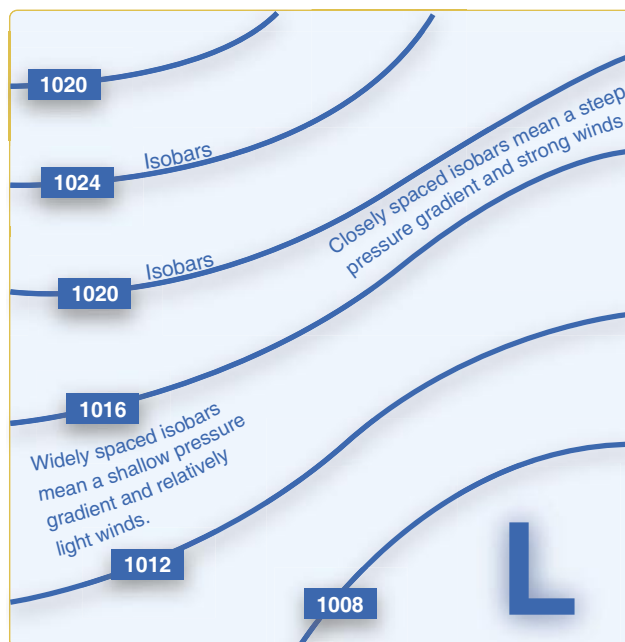 1020
Isobars
1024
Closely spaced isobars mean a steep
pressure gradient and strong winds
Isobars
1020
1016
Widely spaced isobars
mean a shallow pressure
gradient and relatively
light winds.
1012
1008
L